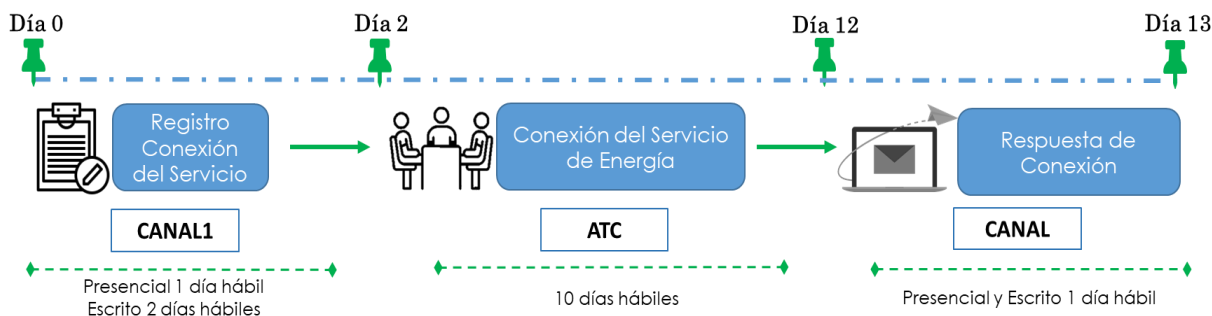 Día 0
Día 2
Día 12
Día 13
Registro
Conexión
del Servicio
Conexión del Servicio
de Energía
Respuesta de
Conexión
CANAL1
ATC
CANAL
Presencial 1 día hábil
Escrito 2 días hábiles
10 días hábiles
Presencial y Escrito 1 día hábil